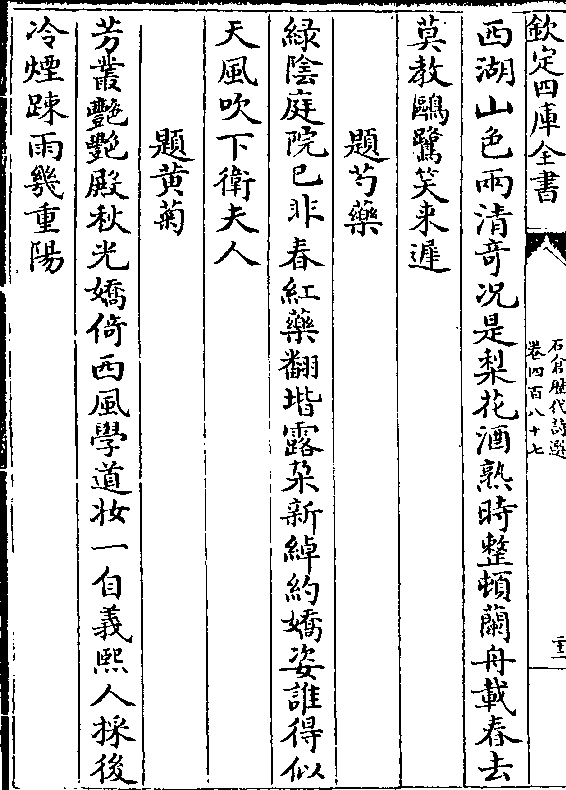 欽定四庫全書
石倉歷代詩選
卷四百八十七
西湖山色雨清竒况是梨花酒熟時整頓蘭舟載春去
莫教鷗鷺笑来遲
題芍藥
緑陰庭院已非春紅藥翻堦露朶新綽約嬌姿誰得似
天風吹下衛夫人
題黄菊
芳叢艷艷殿秋光嬌倚西風學道妝一自義熙人採後
冷煙踈雨幾重陽